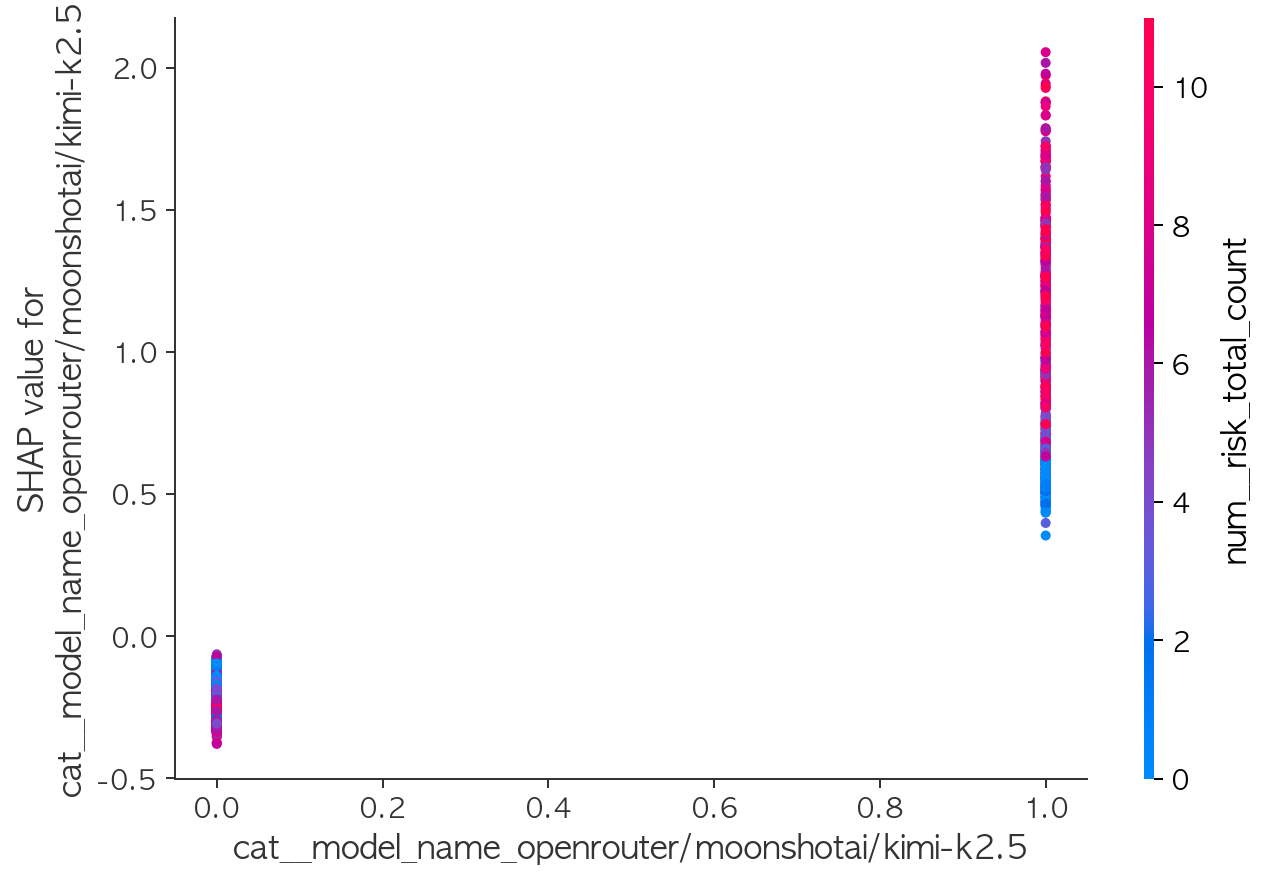 SHAP value for
cat__model_name_openrouter/moonshotai/kimi-k2.5
2.0
1.5
1.0
0.5
0.0
-0.5
0.0 0.2 0.4 0.6 0.8 1.0
cat__model_name_openrouter/moonshotai/kimi-k2.5
10
8
6
4
2
0
num__risk_total_count